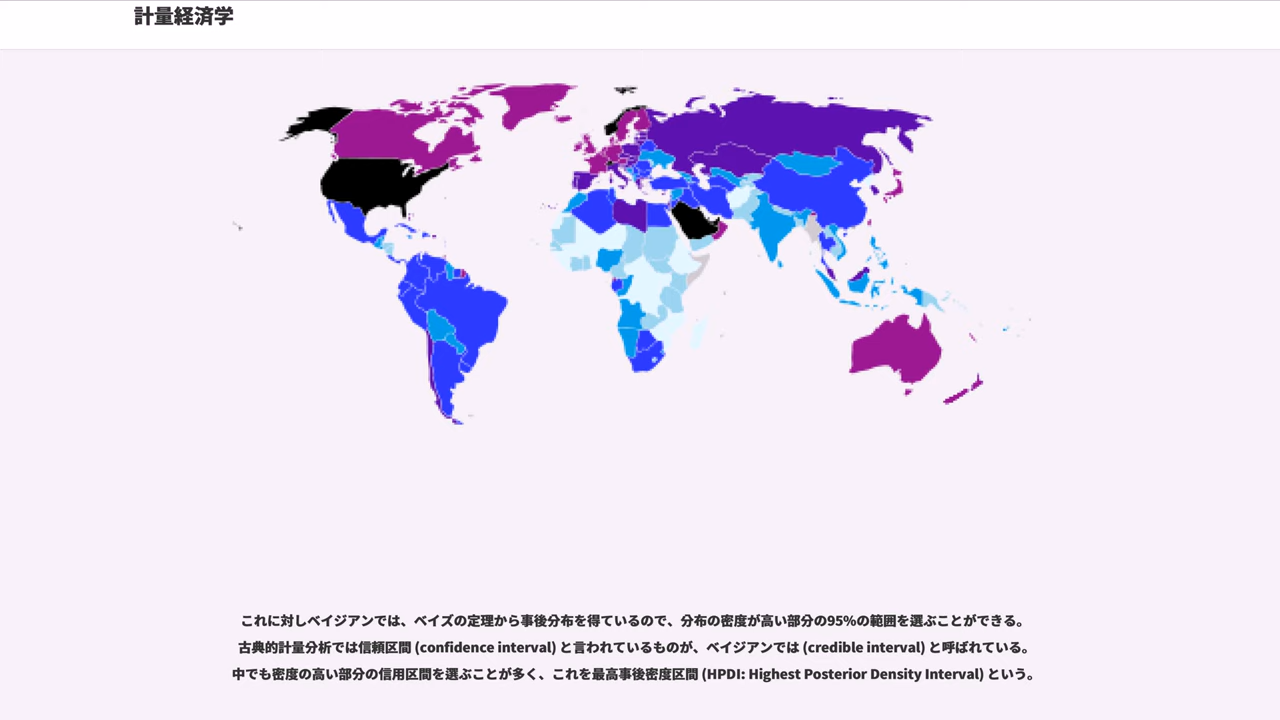 計量経済学
これに対しベイジアンでは、ベイズの定理から事後分布を得ているので、分布の密度が高い部分の95%の範囲を選ぶことができる。
古典的計量分析では信頼区間 (confidence interval) と言われているものが、ベイジアンでは (credible interval) と呼ばれている。
中でも密度の高い部分の信用区間を選ぶことが多く、これを最高事後密度区間 (HPDI: Highest Posterior Density Interval) という。